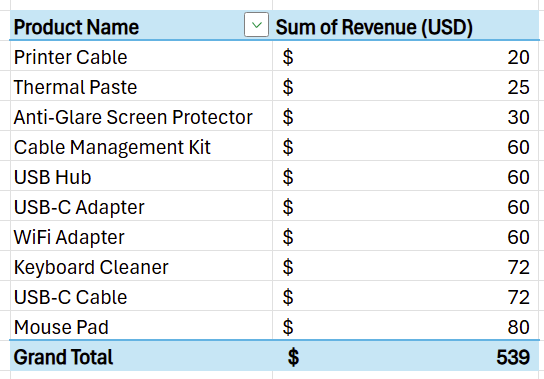 Product Name Sum of Revenue (USD)
Printer Cable $ 20
Thermal Paste $ 25
Anti-Glare Screen Protector $ 30
Cable Management Kit $ 60
USB Hub $ 60
USB-C Adapter $ 60
WiFi Adapter $ 60
Keyboard Cleaner $ 72
USB-C Cable $ 72
Mouse Pad $ 80
Grand Total $ 539